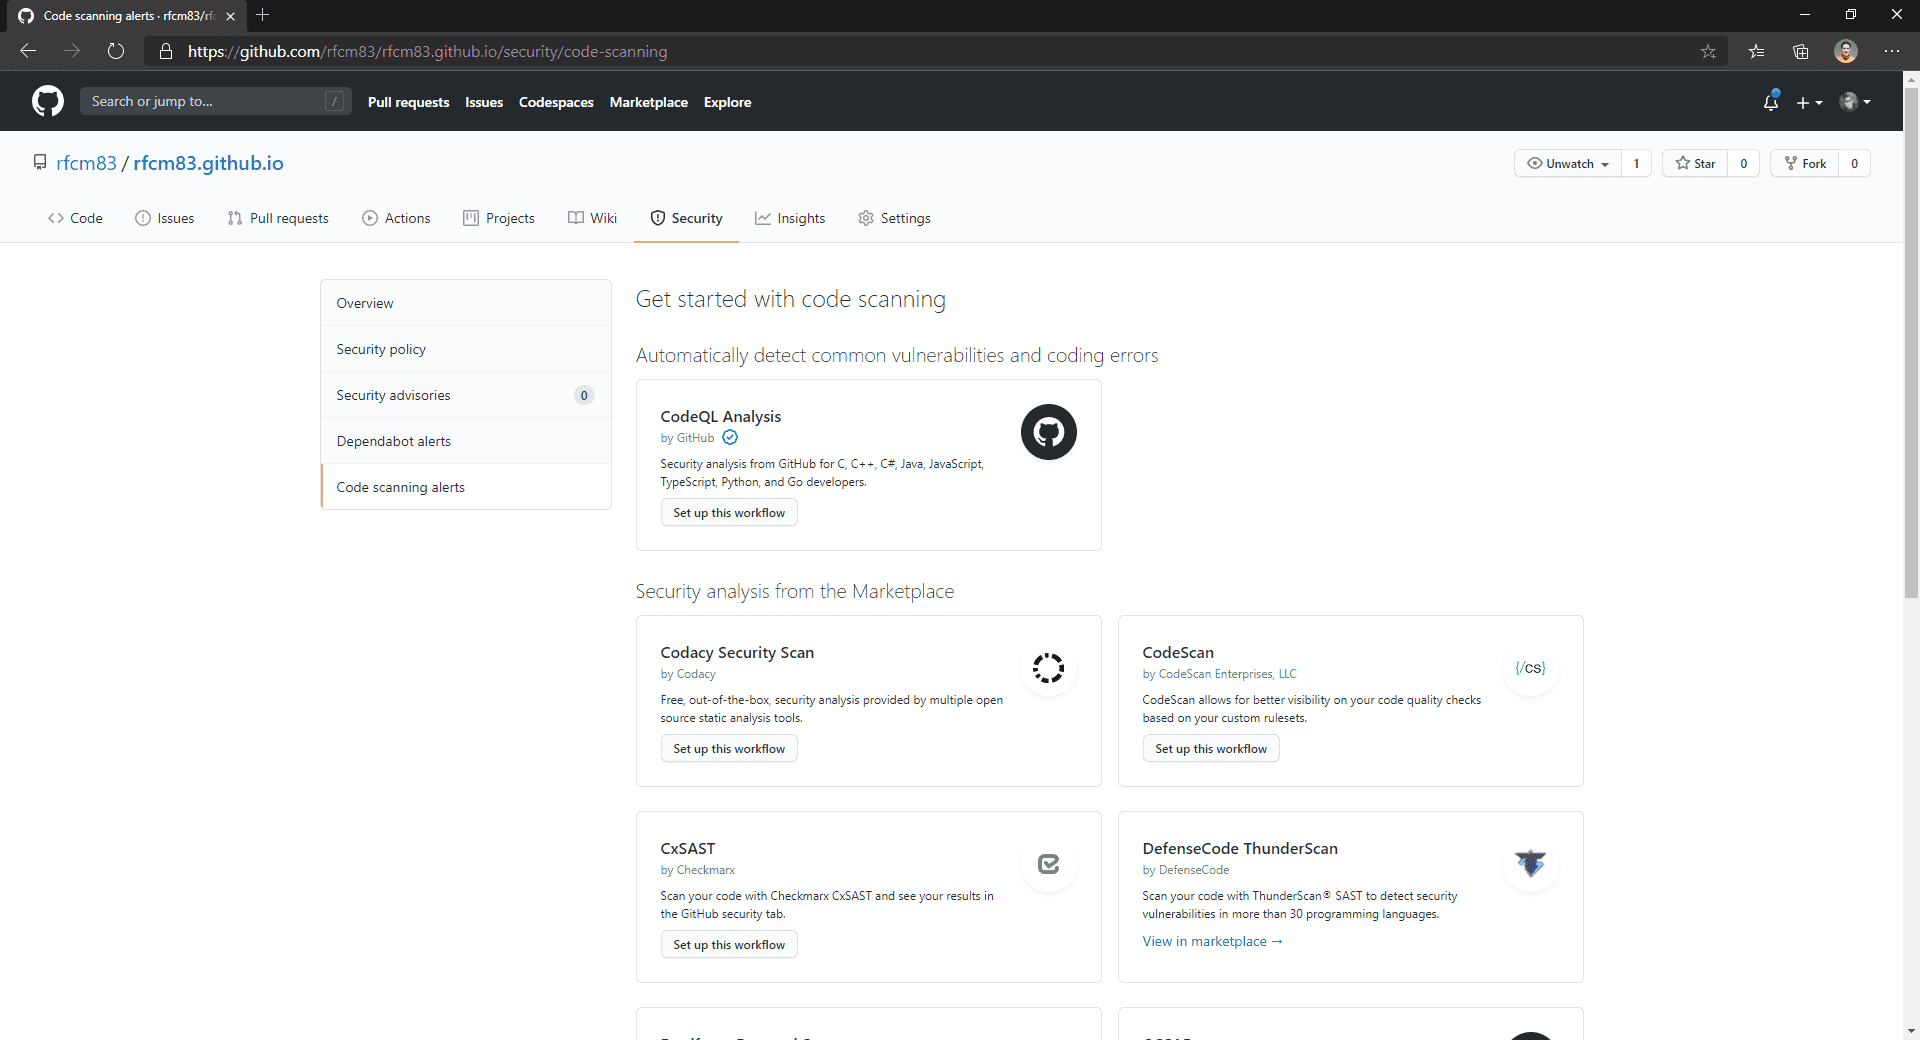 Code scanning alerts · rfcm83/rfc
https://github.com/rfcm83/rfcm83.github.io/security/code-scanning
Search or jump to... /
Pull requests Issues Codespaces Marketplace Explore
rfcm83 / rfcm83.github.io
Unwatch 1 Star 0 Fork 0
Code Issues Pull requests Actions Projects Wiki Security Insights Settings
Overview
Security policy
Security advisories 0
Dependabot alerts
Code scanning alerts
Get started with code scanning
Automatically detect common vulnerabilities and coding errors
CodeQL Analysis
by GitHub
Security analysis from GitHub for C, C++, C#, Java, JavaScript,
TypeScript, Python, and Go developers.
Set up this workflow
Security analysis from the Marketplace
Codacy Security Scan
by Codacy
Free, out-of-the-box, security analysis provided by multiple open
source static analysis tools.
Set up this workflow
CodeScan
by CodeScan Enterprises, LLC
{/cs}
CodeScan allows for better visibility on your code quality checks
based on your custom rulesets.
Set up this workflow
CxSAST
by Checkmarx
Scan your code with Checkmarx CxSAST and see your results in
the GitHub security tab.
Set up this workflow
DefenseCode ThunderScan
by DefenseCode
Scan your code with ThunderScan® SAST to detect security
vulnerabilities in more than 30 programming languages.
View in marketplace →